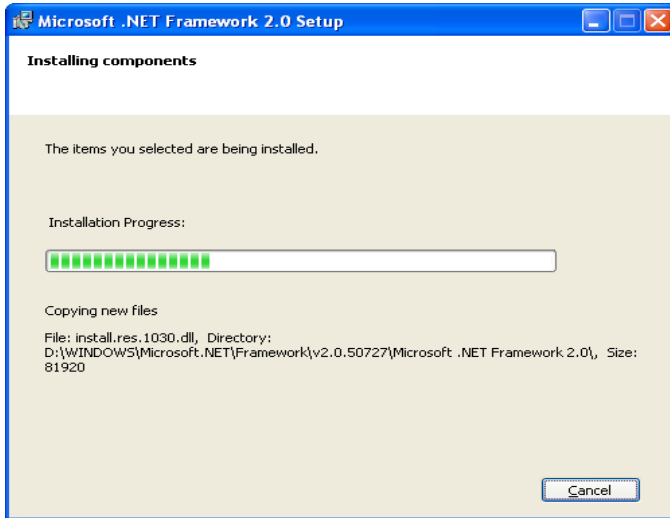 Microsoft .NET Framework 2.0 Setup
Installing components
The items you selected are being installed.
Installation Progress:
Copying new files
File: install.res.1030.dll, Directory:
D:\WINDOWS\Microsoft.NET\Framework\v2.0.50727\Microsoft .NET Framework 2.0\, Size:
81920
Cancel